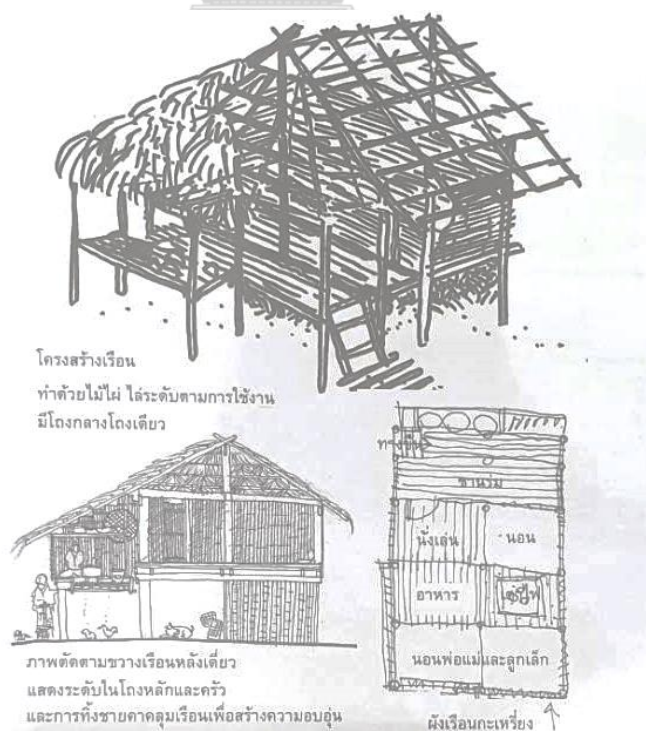 โครงสร้างเรือน
ทำด้วยไม้ไผ่ ไล่ระดับตามการใช้งาน
มีโถงกลางโถงเดียว
ทางขึ้น
ชานร่ม
นั่งเล่น
นอน
อาหาร
เตาไฟ
นอนพ่อแม่และลูกเล็ก
ภาพตัดตามขวางเรือนหลังเดี่ยว
แสดงระดับในโถงหลักและครัว
และการทิ้งชายคาคลุมเรือนเพื่อสร้างความอบอุ่น
ผังเรือนกะเหรี่ยง